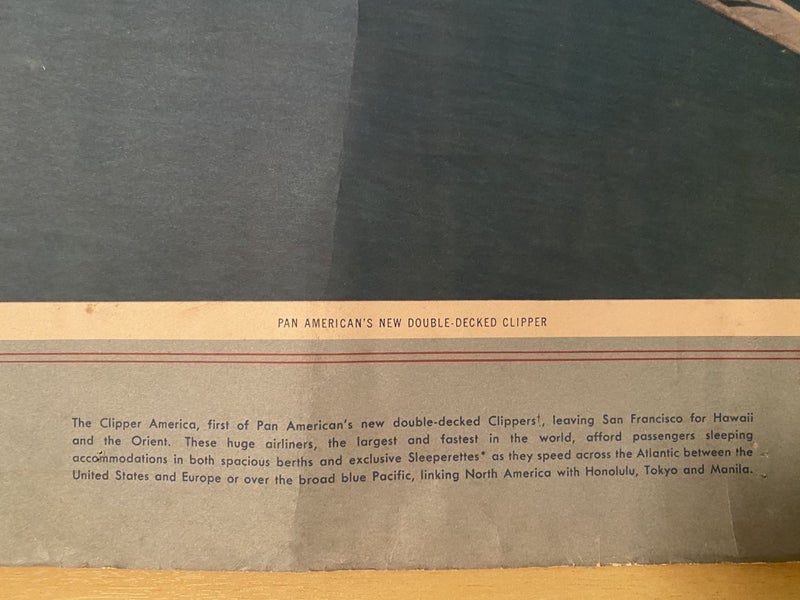 PAN AMERICAN'S NEW DOUBLE-DECKED CLIPPER
The Clipper America, first of Pan American's new double-decked Clippers†, leaving San Francisco for Hawaii
and the Orient. These huge airliners, the largest and fastest in the world, afford passengers sleeping
accommodations in both spacious berths and exclusive Sleeperettes* as they speed across the Atlantic between the
United States and Europe or over the broad blue Pacific, linking North America with Honolulu, Tokyo and Manila.